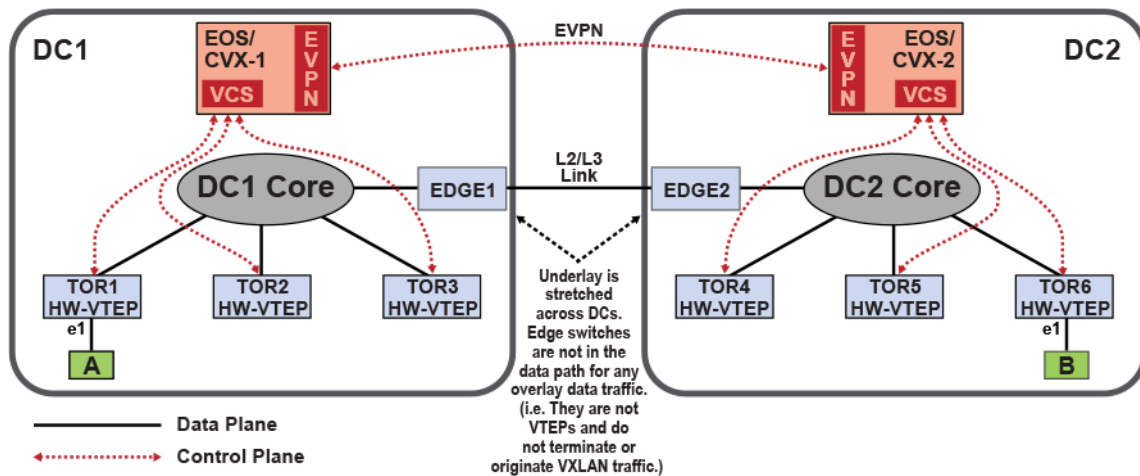 DC1
EOS/
CVX-1
VCS
EVPN
EVPN
EVPN
EOS/
CVX-2
VCS
DC2
DC1 Core
EDGE1
L2/L3
Link
EDGE2
DC2 Core
TOR1
HW-VTEP
TOR2
HW-VTEP
TOR3
HW-VTEP
TOR4
HW-VTEP
TOR5
HW-VTEP
TOR6
HW-VTEP
e1
A
e1
B
Underlay is
stretched
across DCs.
Edge switches
are not in the
data path for any
overlay data traffic.
(i.e. They are not
VTEPs and do
not terminate or
originate VXLAN traffic.)
Data Plane
Control Plane